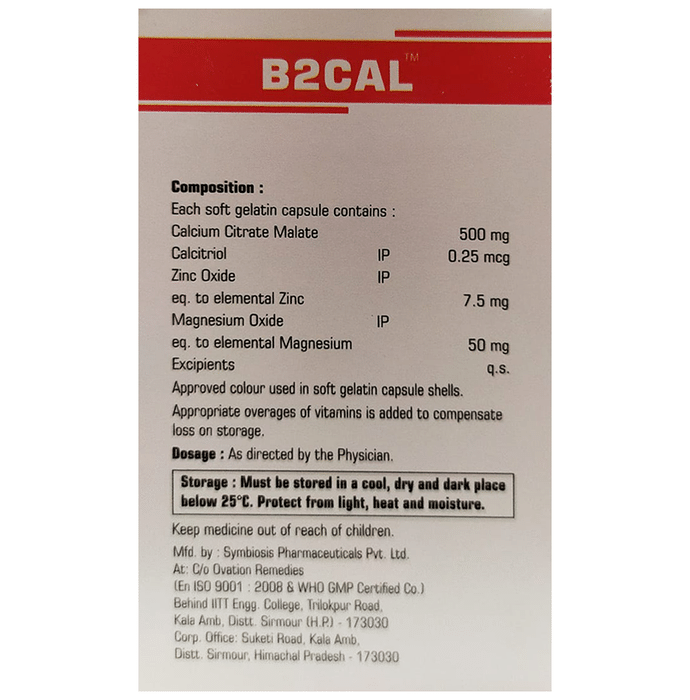 B2CAL™
Composition :
Each soft gelatin capsule contains :
Calcium Citrate Malate 500 mg
Calcitriol IP 0.25 mcg
Zinc Oxide IP
eq. to elemental Zinc 7.5 mg
Magnesium Oxide IP
eq. to elemental Magnesium 50 mg
Excipients q.s.
Approved colour used in soft gelatin capsule shells.
Appropriate overages of vitamins is added to compensate
loss on storage.
Dosage : As directed by the Physician.
Storage : Must be stored in a cool, dry and dark place
below 25°C. Protect from light, heat and moisture.
Keep medicine out of reach of children.
Mfd. by : Symbiosis Pharmaceuticals Pvt. Ltd.
At: C/o Ovation Remedies
(En ISO 9001 : 2008 & WHO GMP Certified Co.)
Behind IITT Engg. College, Trilokpur Road,
Kala Amb, Distt. Sirmour (H.P.) - 173030
Corp. Office: Suketi Road, Kala Amb,
Distt. Sirmour, Himachal Pradesh - 173030